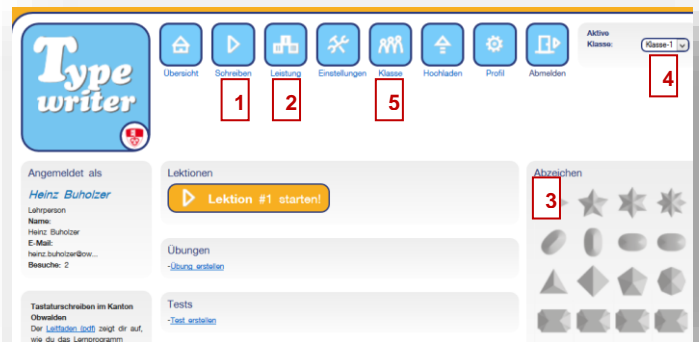 Type
writer
Übersicht
Schreiben
Leistung
Einstellungen
Klasse
Hochladen
Profil
Abmelden
Aktive
Klasse:
Klasse-1
1
2
5
4
Angemeldet als
Heinz Buholzer
Lehrperson
Name:
Heinz Buholzer
E-Mail:
heinz.buholzer@ow...
Besuche: 2
Tastaturschreiben im Kanton
Obwalden
Der Leitfaden (pdf) zeigt dir auf,
wie du das Lernprogramm
Lektionen
Lektion #1 starten!
Übungen
-Übung erstellen
Tests
-Test erstellen
Abzeichen
3